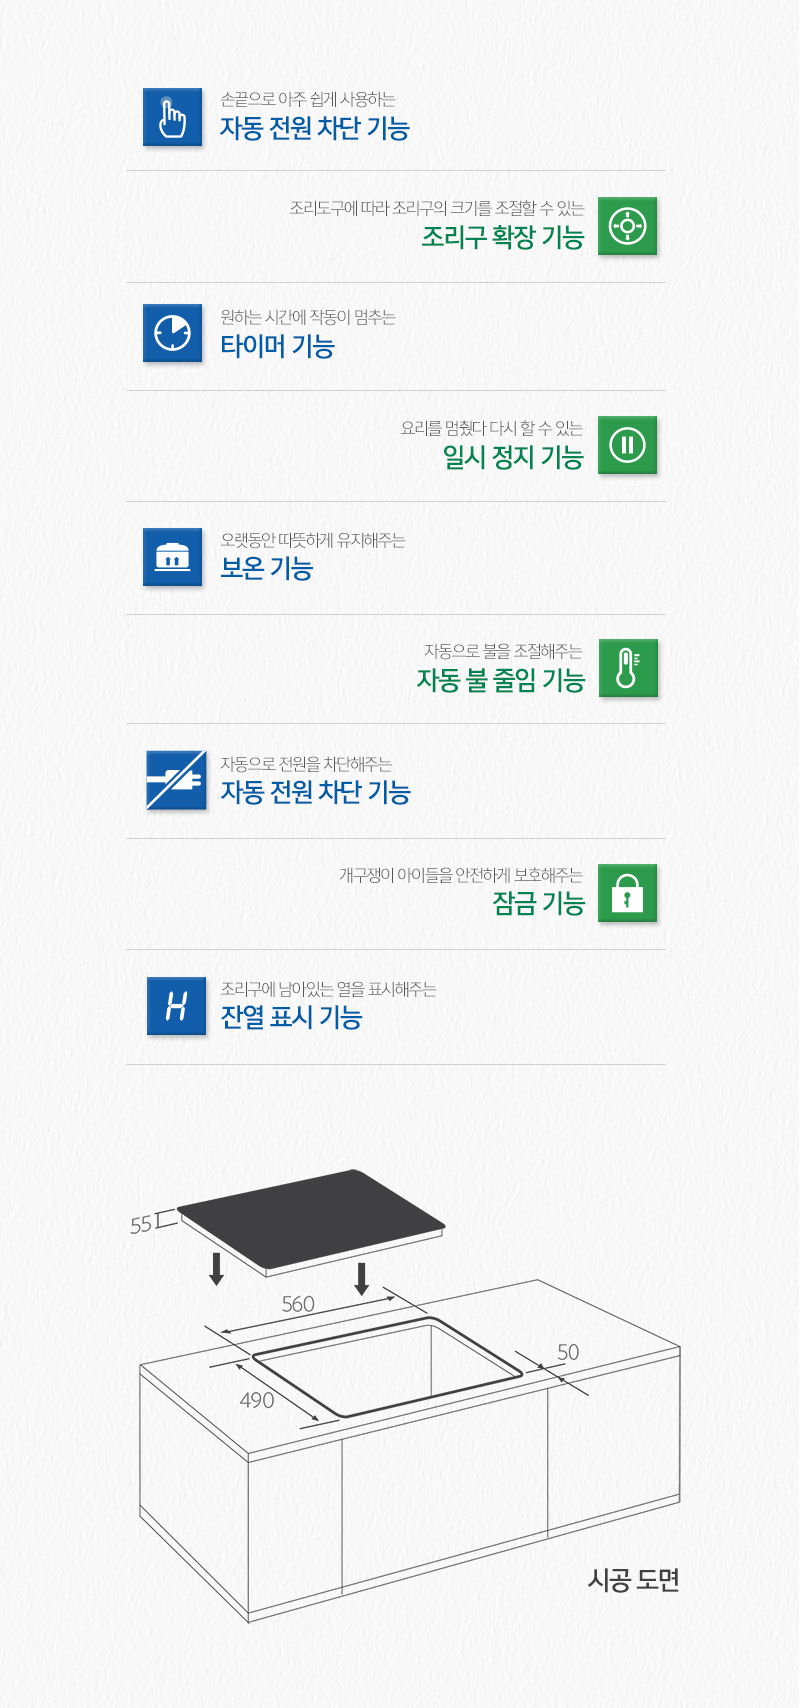 손끝으로 아주 쉽게 사용하는
자동 전원 차단 기능
조리도구에 따라 조리구의 크기를 조절할 수 있는
조리구 확장 기능
원하는 시간에 작동이 멈추는
타이머 기능
요리를 멈췄다 다시 할 수 있는
일시 정지 기능
오랫동안 따뜻하게 유지해주는
보온 기능
자동으로 불을 조절해주는
자동 불 줄임 기능
자동으로 전원을 차단해주는
자동 전원 차단 기능
개구쟁이 아이들을 안전하게 보호해주는
잠금 기능
H
조리구에 남아있는 열을 표시해주는
잔열 표시 기능
55
560
50
490
시공 도면